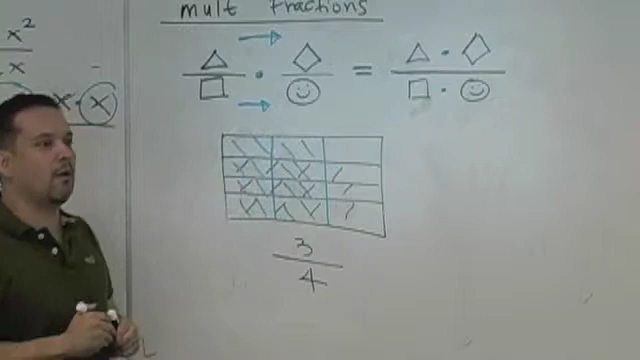 mult fractions
x²
x
△/□ · ◇/☺ = △ · ◇/□ · ☺
x · x
3
4